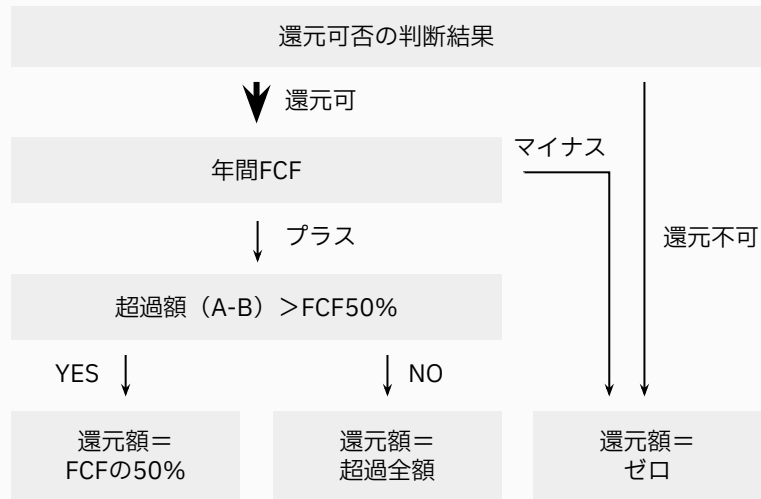 還元可否の判断結果
還元可
マイナス
年間FCF
プラス
還元不可
超過額（A-B）＞FCF50%
YES
NO
還元額＝
FCFの50%
還元額＝
超過全額
還元額＝
ゼロ